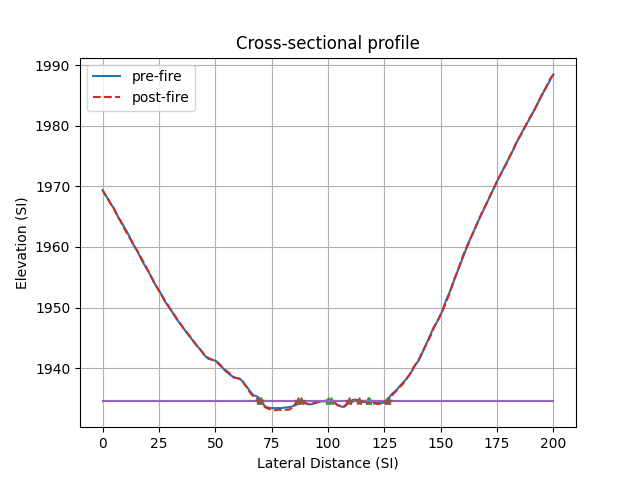 Cross-sectional profile
pre-fire
post-fire
Elevation (SI)
1990
1980
1970
1960
1950
1940
0 25 50 75 100 125 150 175 200
Lateral Distance (SI)